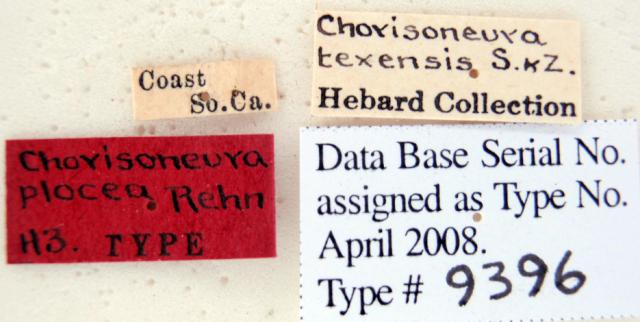 Coast
So.Ca.
Chorisoneura
texensis S.&Z.
Hebard Collection
Chorisoneura
plocea Rehn
H3. TYPE
Data Base Serial No.
assigned as Type No.
April 2008.
Type # 9396